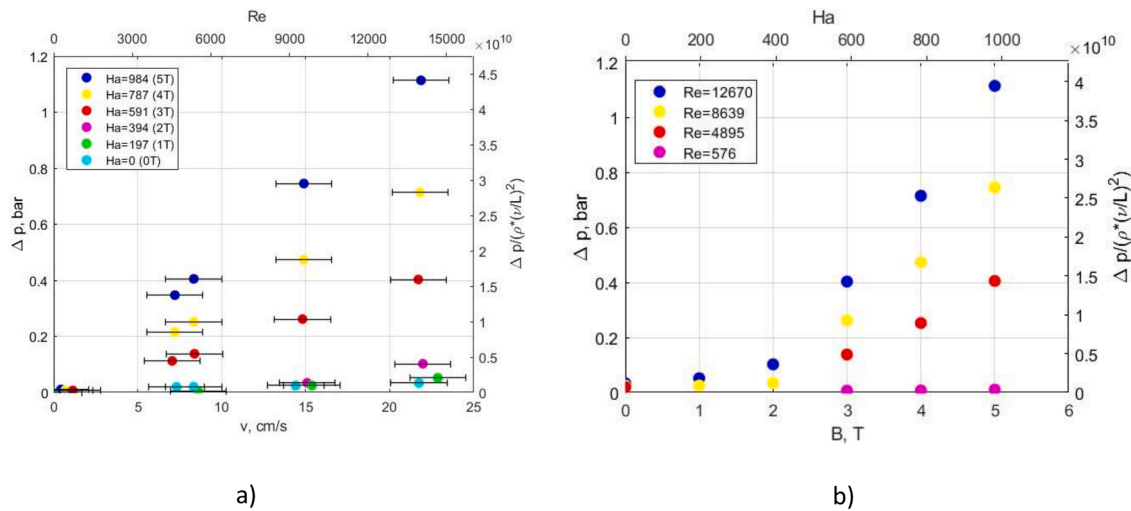 Re
0 3000 6000 9000 12000 15000
×10^10
1.2
1
0.8
0.6
0.4
0.2
0
Δ p, bar
Ha=984 (5T)
Ha=787 (4T)
Ha=591 (3T)
Ha=394 (2T)
Ha=197 (1T)
Ha=0 (0T)
4.5
4
3.5
3
2.5
2
1.5
1
0.5
0
Δ p/(ρ*(ν/L)^2)
0 5 10 15 20 25
v, cm/s
a)
Ha
0 200 400 600 800 1000
×10^10
1.2
1
0.8
0.6
0.4
0.2
0
Δ p, bar
Re=12670
Re=8639
Re=4895
Re=576
4
3.5
3
2.5
2
1.5
1
0.5
0
Δ p/(ρ*(ν/L)^2)
0 1 2 3 4 5 6
B, T
b)